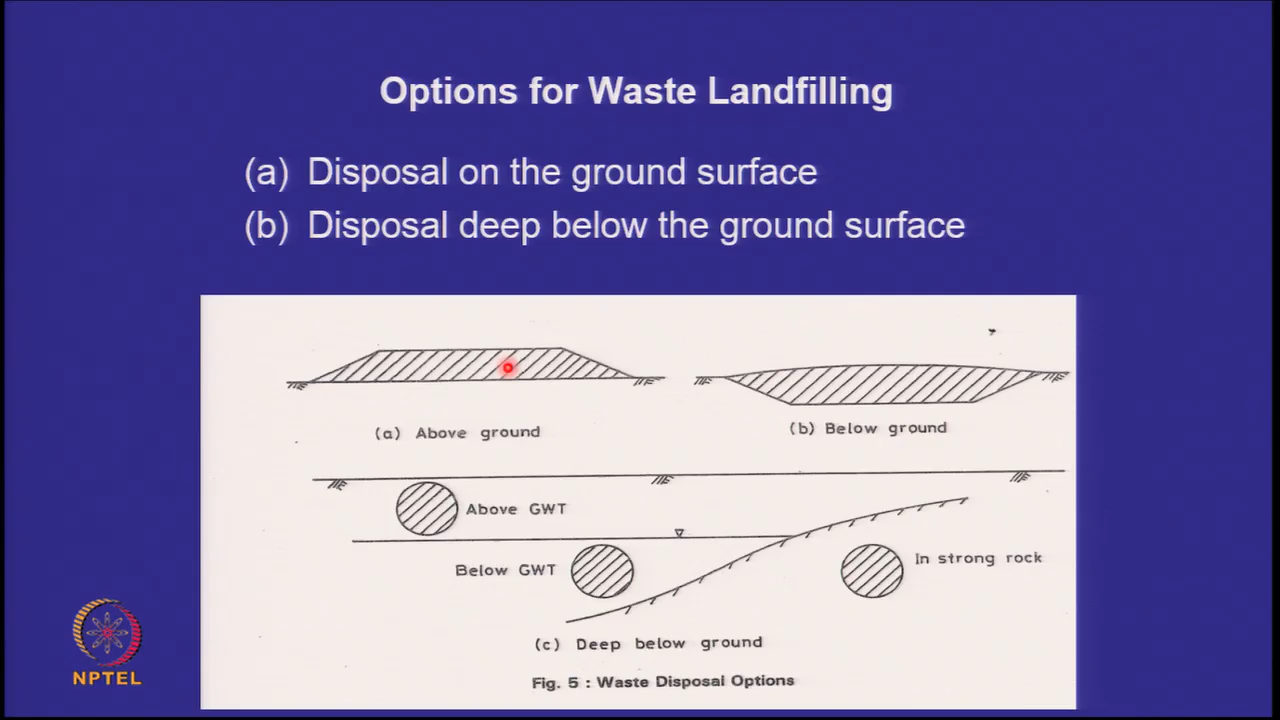 Options for Waste Landfilling
(a) Disposal on the ground surface
(b) Disposal deep below the ground surface
(a) Above ground
(b) Below ground
Above GWT
Below GWT
In strong rock
(c) Deep below ground
Fig. 5 : Waste Disposal Options
NPTEL